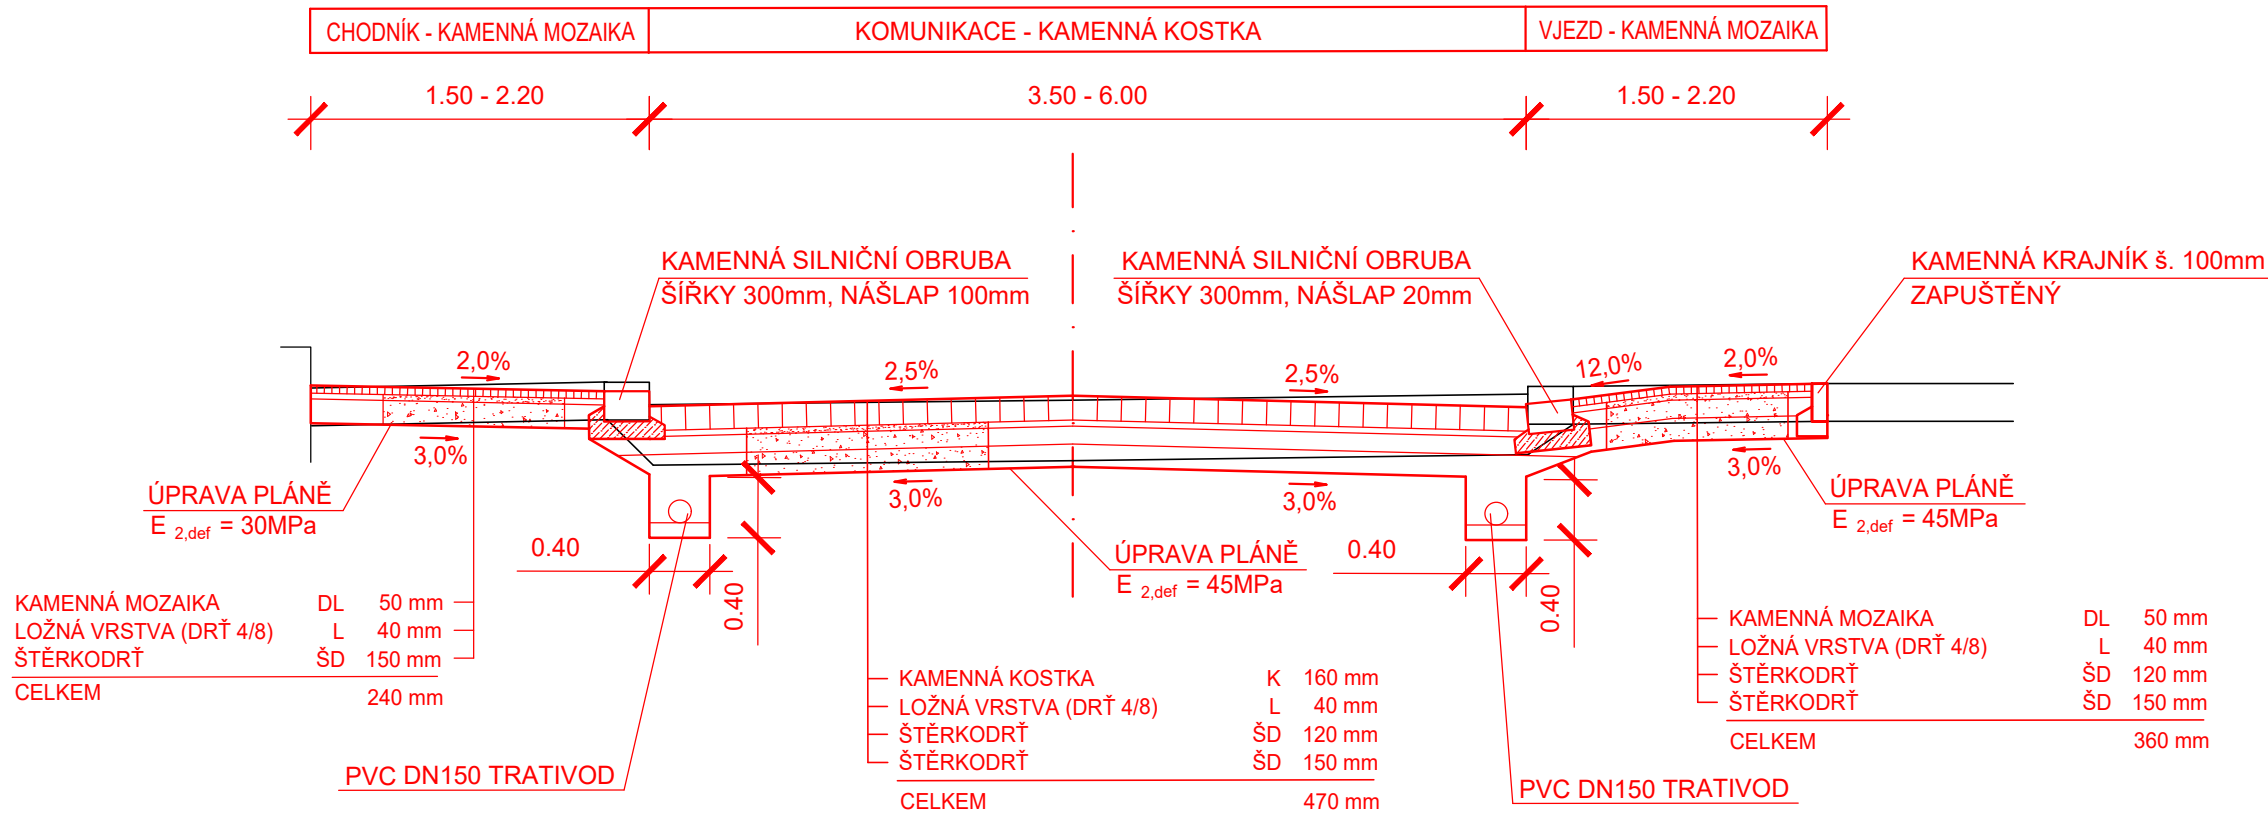 CHODNÍK - KAMENNÁ MOZAIKA
KOMUNIKACE - KAMENNÁ KOSTKA
VJEZD - KAMENNÁ MOZAIKA
1.50 - 2.20
3.50 - 6.00
1.50 - 2.20
KAMENNÁ SILNIČNÍ OBRUBA
ŠÍŘKY 300mm, NÁŠLAP 100mm
KAMENNÁ SILNIČNÍ OBRUBA
ŠÍŘKY 300mm, NÁŠLAP 20mm
KAMENNÁ KRAJNÍK š. 100mm
ZAPUŠTĚNÝ
2,0%
2,5%
2,5%
12,0%
2,0%
3,0%
3,0%
3,0%
3,0%
ÚPRAVA PLÁNĚ
E 2,def = 30MPa
ÚPRAVA PLÁNĚ
E 2,def = 45MPa
ÚPRAVA PLÁNĚ
E 2,def = 45MPa
0.40
0.40
0.40
0.40
KAMENNÁ MOZAIKA DL 50 mm
LOŽNÁ VRSTVA (DRŤ 4/8) L 40 mm
ŠTĚRKODRŤ ŠD 150 mm
CELKEM 240 mm
KAMENNÁ KOSTKA K 160 mm
LOŽNÁ VRSTVA (DRŤ 4/8) L 40 mm
ŠTĚRKODRŤ ŠD 120 mm
ŠTĚRKODRŤ ŠD 150 mm
CELKEM 470 mm
KAMENNÁ MOZAIKA DL 50 mm
LOŽNÁ VRSTVA (DRŤ 4/8) L 40 mm
ŠTĚRKODRŤ ŠD 120 mm
ŠTĚRKODRŤ ŠD 150 mm
CELKEM 360 mm
PVC DN150 TRATIVOD
PVC DN150 TRATIVOD